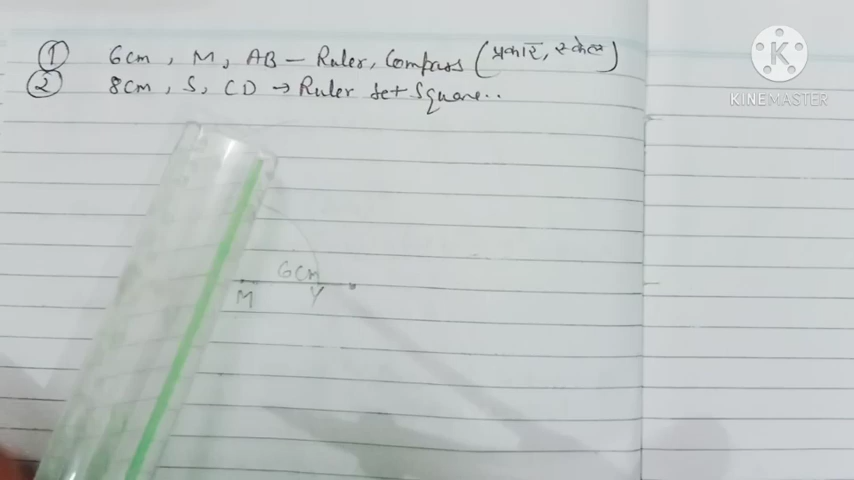 ① 6cm, M, AB - Ruler, Compass (प्रकार, स्केल)
② 8cm, S, CD → Ruler set square..
K
KINEMASTER
6cm
M Y